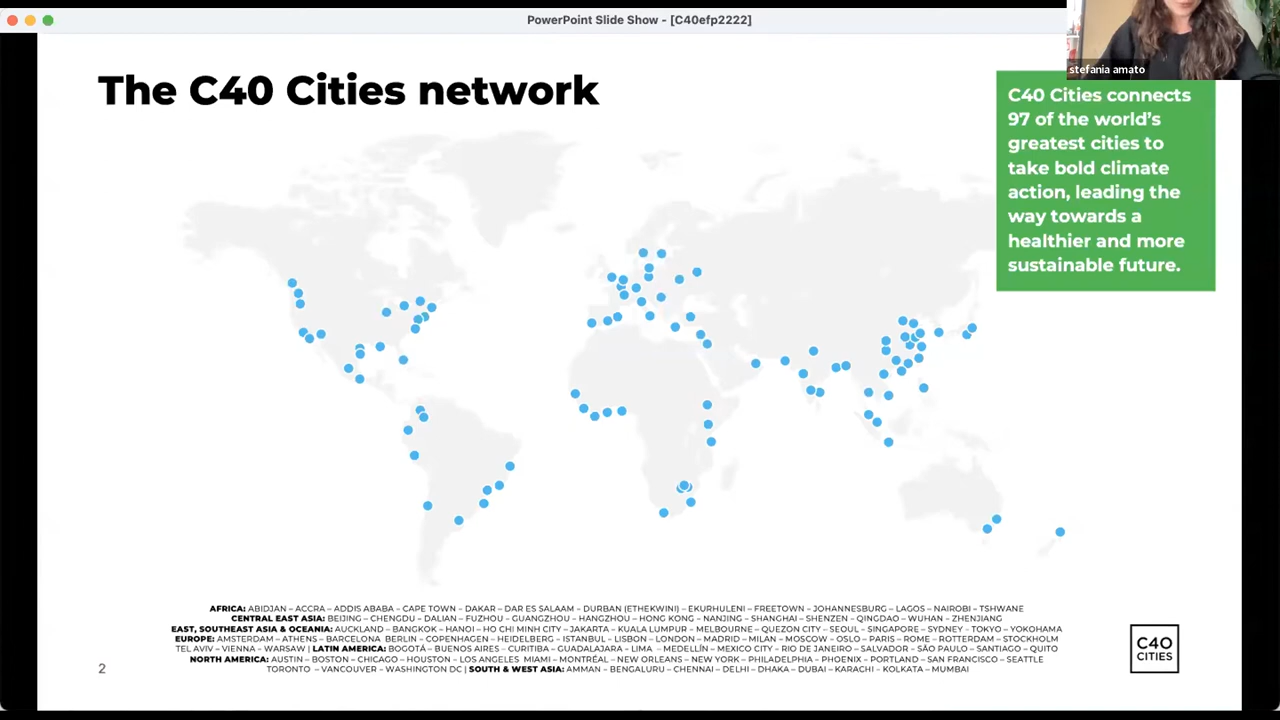 PowerPoint Slide Show - [C40efp2222]
stefania amato
The C40 Cities network
C40 Cities connects
97 of the world's
greatest cities to
take bold climate
action, leading the
way towards a
healthier and more
sustainable future.
AFRICA: ABIDJAN – ACCRA – ADDIS ABABA – CAPE TOWN – DAKAR – DAR ES SALAAM – DURBAN (ETHEKWINI) – EKURHULENI – FREETOWN – JOHANNESBURG – LAGOS – NAIROBI – TSHWANE
CENTRAL EAST ASIA: BEIJING – CHENGDU – DALIAN – FUZHOU – GUANGZHOU – HANGZHOU – HONG KONG – NANJING – SHANGHAI – SHENZEN – QINGDAO – WUHAN – ZHENJIANG
EAST, SOUTHEAST ASIA & OCEANIA: AUCKLAND – BANGKOK – HANOI – HO CHI MINH CITY – JAKARTA – KUALA LUMPUR – MELBOURNE – QUEZON CITY – SEOUL – SINGAPORE – SYDNEY – TOKYO – YOKOHAMA
EUROPE: AMSTERDAM – ATHENS – BARCELONA BERLIN – COPENHAGEN – HEIDELBERG – ISTANBUL – LISBON – LONDON – MADRID – MILAN – MOSCOW – OSLO – PARIS – ROME – ROTTERDAM – STOCKHOLM
TEL AVIV – VIENNA – WARSAW | LATIN AMERICA: BOGOTÁ – BUENOS AIRES – CURITIBA – GUADALAJARA – LIMA – MEDELLÍN – MEXICO CITY – RIO DE JANEIRO – SALVADOR – SÃO PAULO – SANTIAGO – QUITO
NORTH AMERICA: AUSTIN – BOSTON – CHICAGO – HOUSTON – LOS ANGELES MIAMI – MONTRÉAL – NEW ORLEANS – NEW YORK – PHILADELPHIA – PHOENIX – PORTLAND – SAN FRANCISCO – SEATTLE
TORONTO – VANCOUVER – WASHINGTON DC | SOUTH & WEST ASIA: AMMAN – BENGALURU – CHENNAI – DELHI – DHAKA – DUBAI – KARACHI – KOLKATA – MUMBAI
2
C40
CITIES